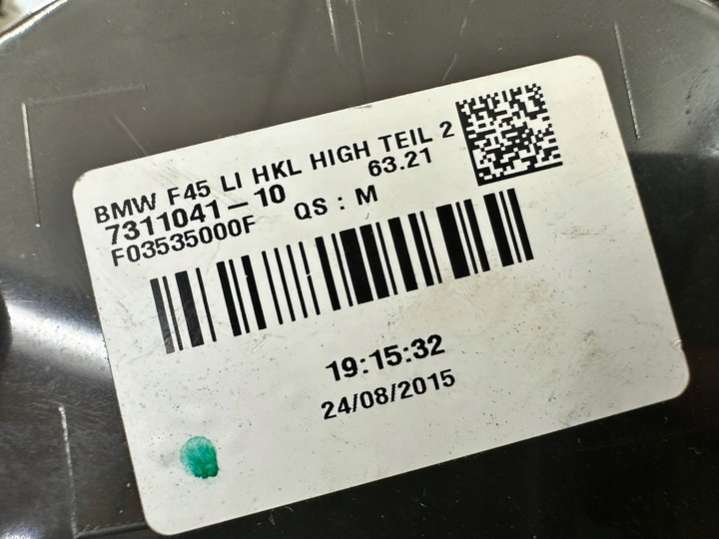 BMW F45 LI HKL HIGH TEIL 2
7311041-10 63.21
F03535000F QS : M
19:15:32
24/08/2015